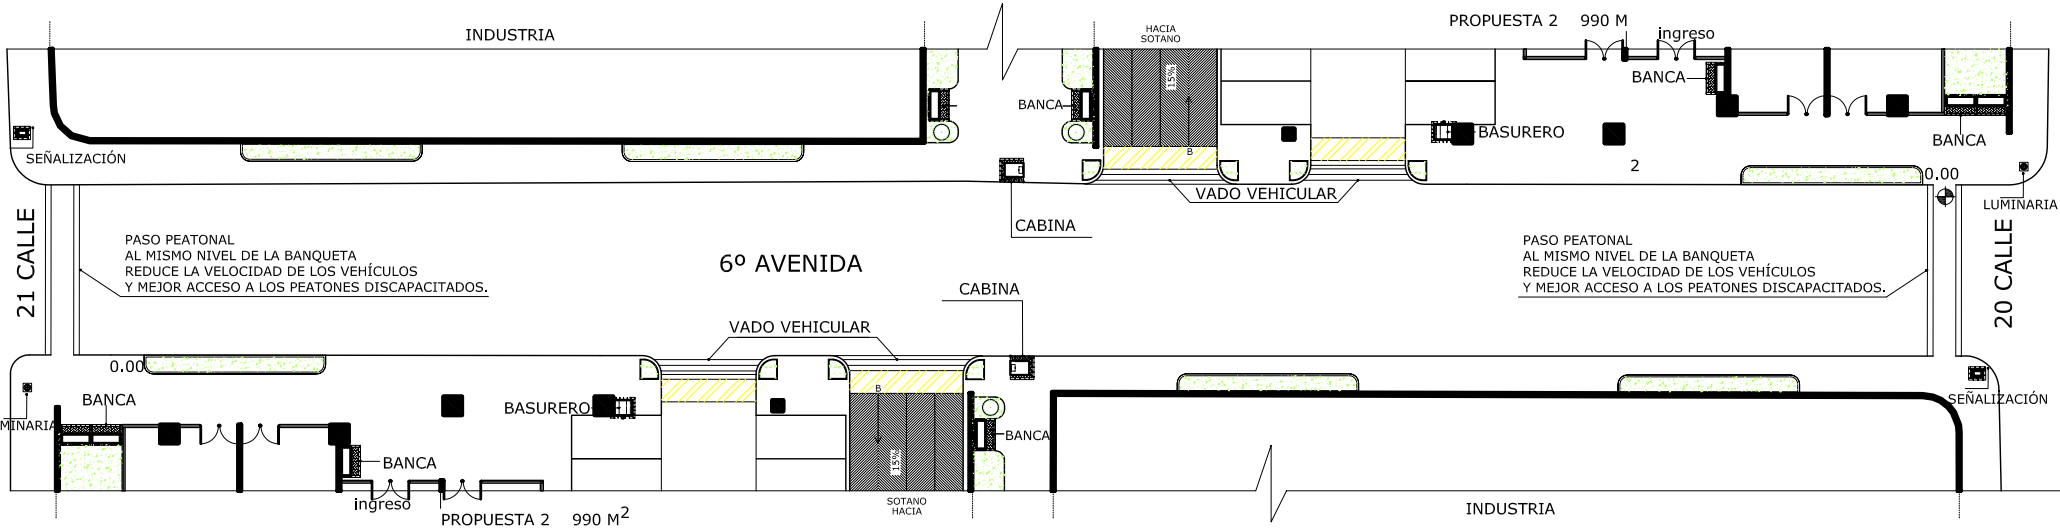 INDUSTRIA
HACIA
SOTANO
PROPUESTA 2 990 M
ingreso
15%
BANCA
BANCA
B
BASURERO
BANCA
SEÑALIZACIÓN
2
0.00
VADO VEHICULAR
LUMINARIA
CABINA
21 CALLE
PASO PEATONAL
AL MISMO NIVEL DE LA BANQUETA
REDUCE LA VELOCIDAD DE LOS VEHÍCULOS
Y MEJOR ACCESO A LOS PEATONES DISCAPACITADOS.
6º AVENIDA
PASO PEATONAL
AL MISMO NIVEL DE LA BANQUETA
REDUCE LA VELOCIDAD DE LOS VEHÍCULOS
Y MEJOR ACCESO A LOS PEATONES DISCAPACITADOS.
20 CALLE
CABINA
VADO VEHICULAR
0.00
B
BANCA
BASURERO
SEÑALIZACIÓN
MINARIA
BANCA
BANCA
15%
ingreso
SOTANO
HACIA
INDUSTRIA
PROPUESTA 2 990 M2